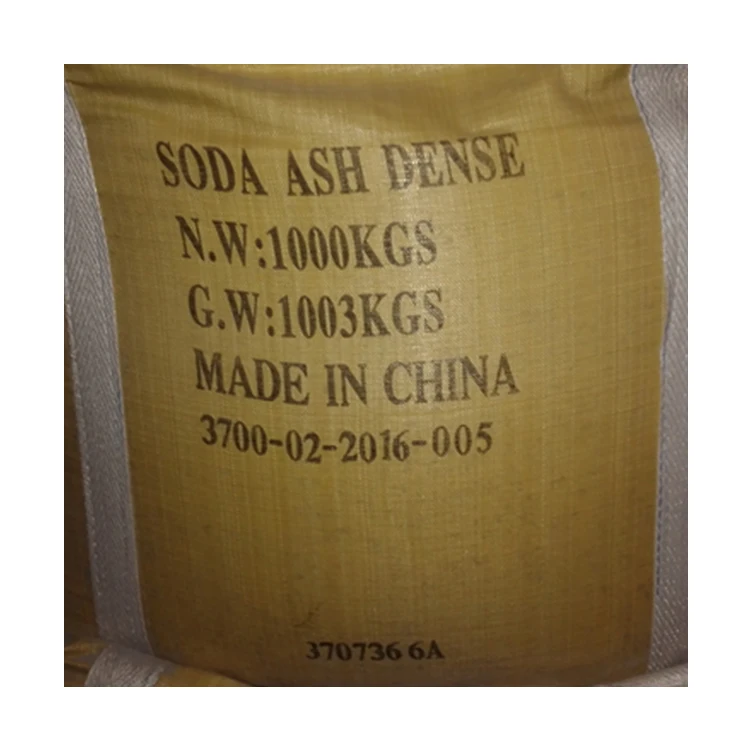 SODA ASH DENSE
N.W:1000KGS
G.W:1003KGS
MADE IN CHINA
3700-02-2016-005
370736 6A